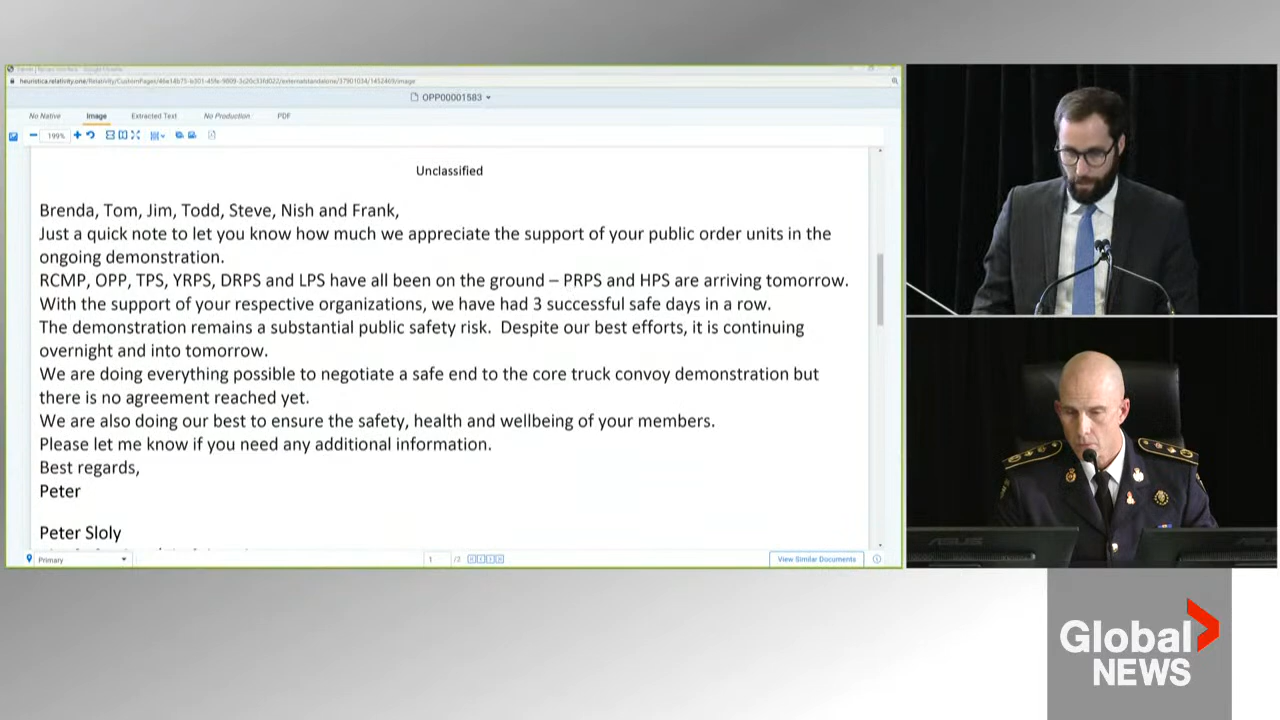 OPP00001583
No Native Image Extracted Text No Production PDF
199%
Unclassified
Brenda, Tom, Jim, Todd, Steve, Nish and Frank,
Just a quick note to let you know how much we appreciate the support of your public order units in the
ongoing demonstration.
RCMP, OPP, TPS, YRPS, DRPS and LPS have all been on the ground – PRPS and HPS are arriving tomorrow.
With the support of your respective organizations, we have had 3 successful safe days in a row.
The demonstration remains a substantial public safety risk.  Despite our best efforts, it is continuing
overnight and into tomorrow.
We are doing everything possible to negotiate a safe end to the core truck convoy demonstration but
there is no agreement reached yet.
We are also doing our best to ensure the safety, health and wellbeing of your members.
Please let me know if you need any additional information.
Best regards,
Peter
Peter Sloly
Primary
1
View Similar Documents
ASUS
ASUS
Global
NEWS